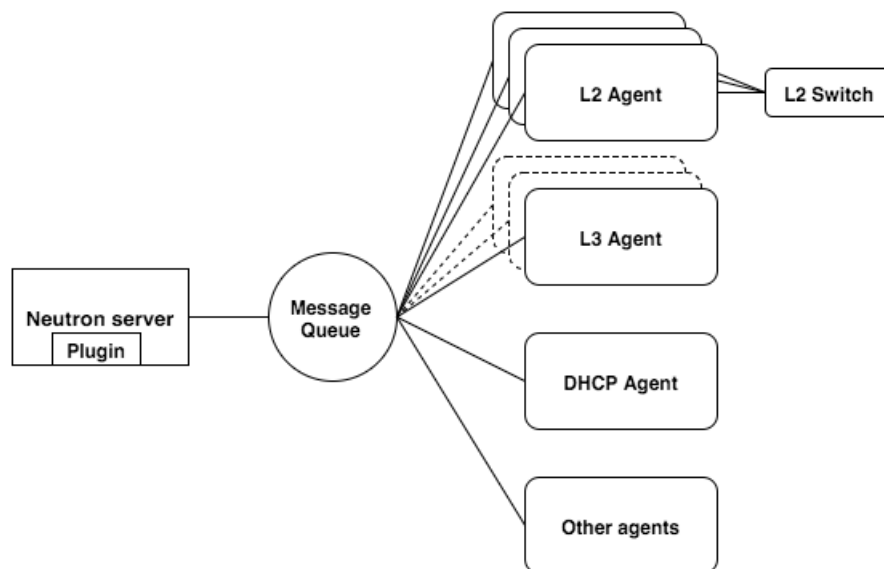 L2 Agent
L2 Switch
L3 Agent
Neutron server
Plugin
Message
Queue
DHCP Agent
Other agents